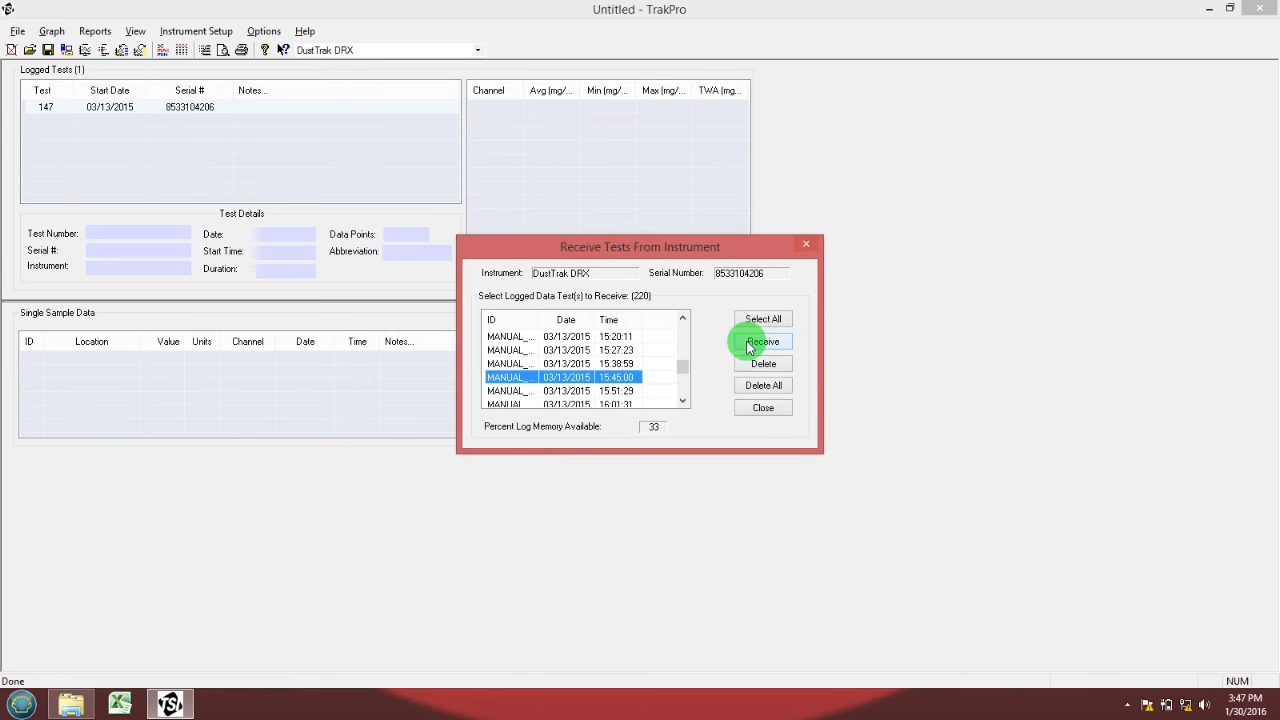 Untitled - TrakPro
File Graph Reports View Instrument Setup Options Help
DustTrak DRX
Logged Tests (1)
Test Start Date Serial # Notes...
147 03/13/2015 8533104206
Channel Avg (mg/... Min (mg/... Max (mg/... TWA (mg...
Test Details
Test Number: Date: Data Points:
Serial #: Start Time: Abbreviation:
Instrument: Duration:
Receive Tests From Instrument
Instrument: DustTrak DRX Serial Number: 8533104206
Select Logged Data Test(s) to Receive: (220)
ID Date Time
MANUAL_... 03/13/2015 15:20:11
MANUAL_... 03/13/2015 15:27:23
MANUAL_... 03/13/2015 15:38:59
MANUAL_... 03/13/2015 15:45:00
MANUAL_... 03/13/2015 15:51:29
MANUAL_... 03/13/2015 16:01:31
Select All
Receive
Delete
Delete All
Close
Percent Log Memory Available: 33
Single Sample Data
ID Location Value Units Channel Date Time Notes...
Done
NUM
TSI
3:47 PM
1/30/2016